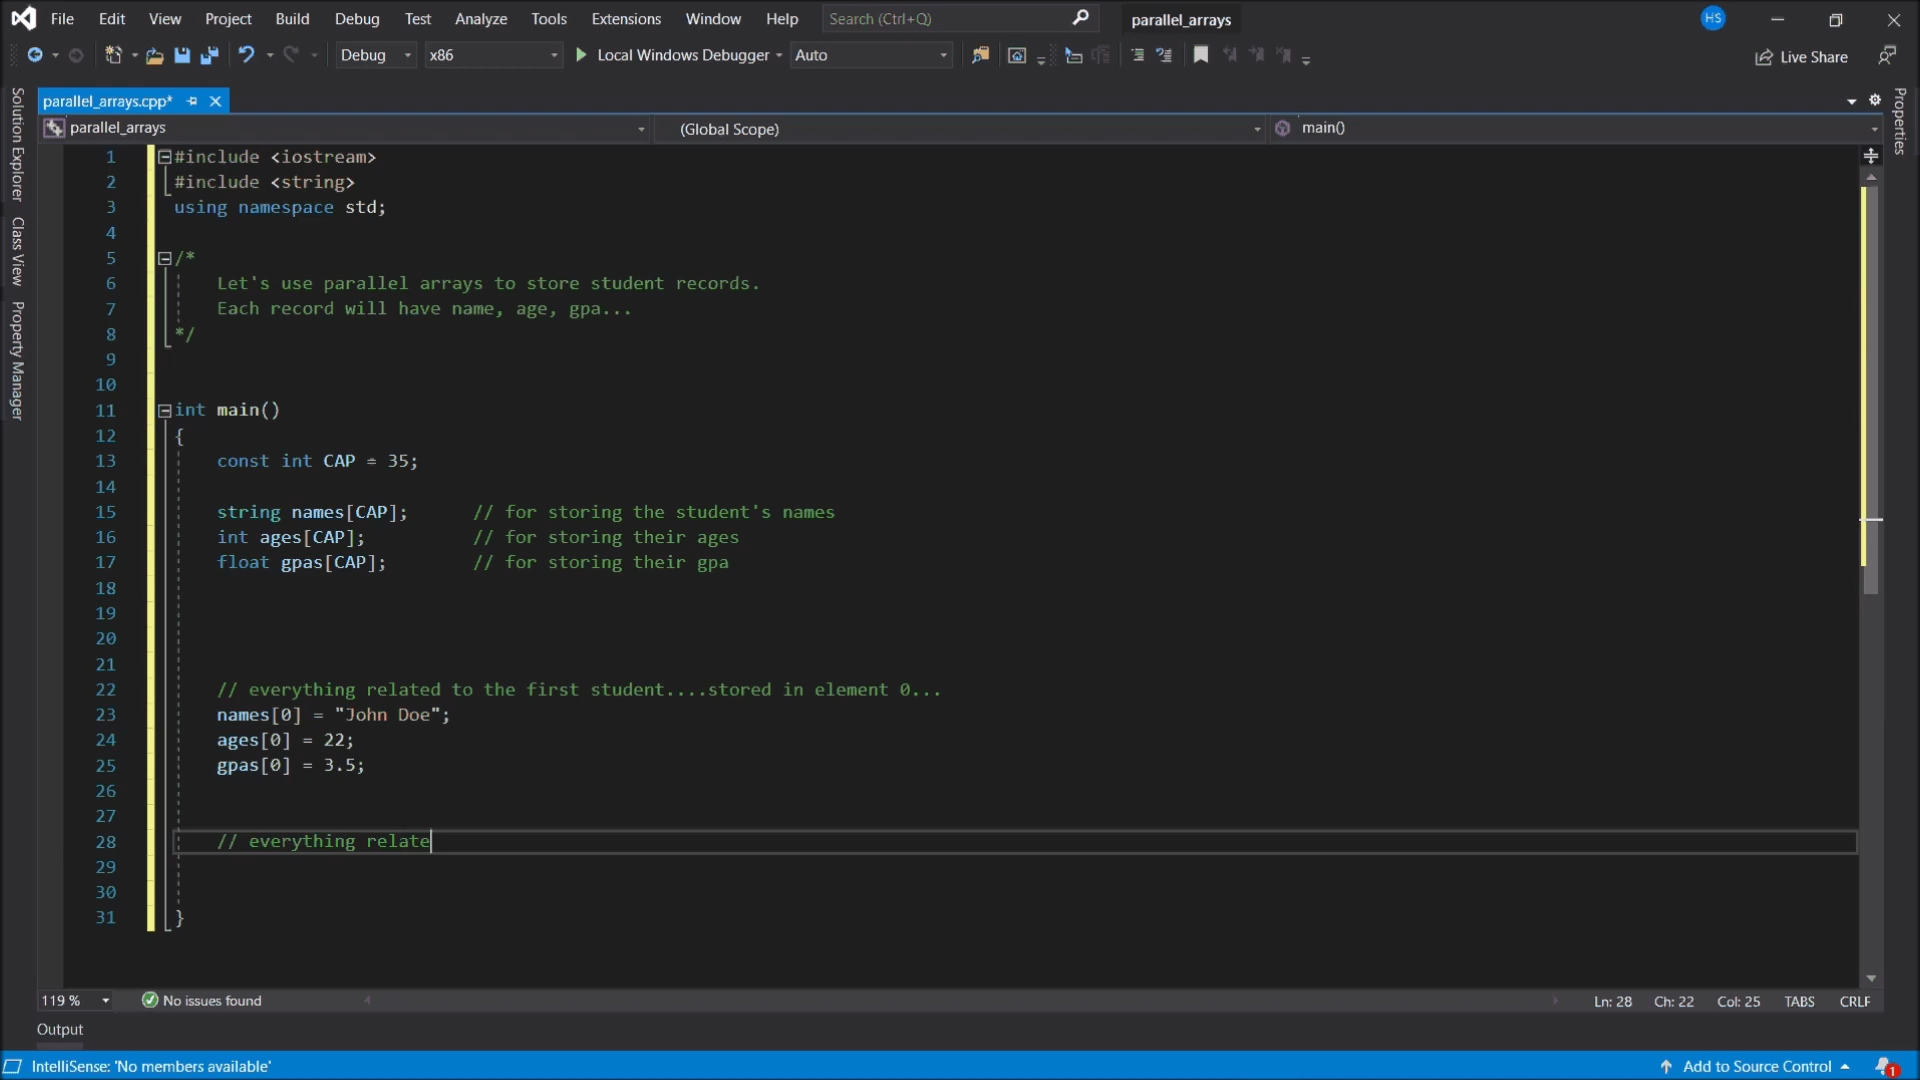 File Edit View Project Build Debug Test Analyze Tools Extensions Window Help Search (Ctrl+Q) parallel_arrays HS
Debug x86 Local Windows Debugger Auto Live Share
Solution Explorer
Class View
Property Manager
Properties
parallel_arrays.cpp*
parallel_arrays (Global Scope) main()
1 #include <iostream>
2 #include <string>
3 using namespace std;
4
5 /*
6 Let's use parallel arrays to store student records.
7 Each record will have name, age, gpa...
8 */
9
10
11 int main()
12 {
13 const int CAP = 35;
14
15 string names[CAP]; // for storing the student's names
16 int ages[CAP]; // for storing their ages
17 float gpas[CAP]; // for storing their gpa
18
19
20
21
22 // everything related to the first student....stored in element 0...
23 names[0] = "John Doe";
24 ages[0] = 22;
25 gpas[0] = 3.5;
26
27
28 // everything relate
29
30
31 }
119 % No issues found Ln: 28 Ch: 22 Col: 25 TABS CRLF
Output
IntelliSense: 'No members available' Add to Source Control 1